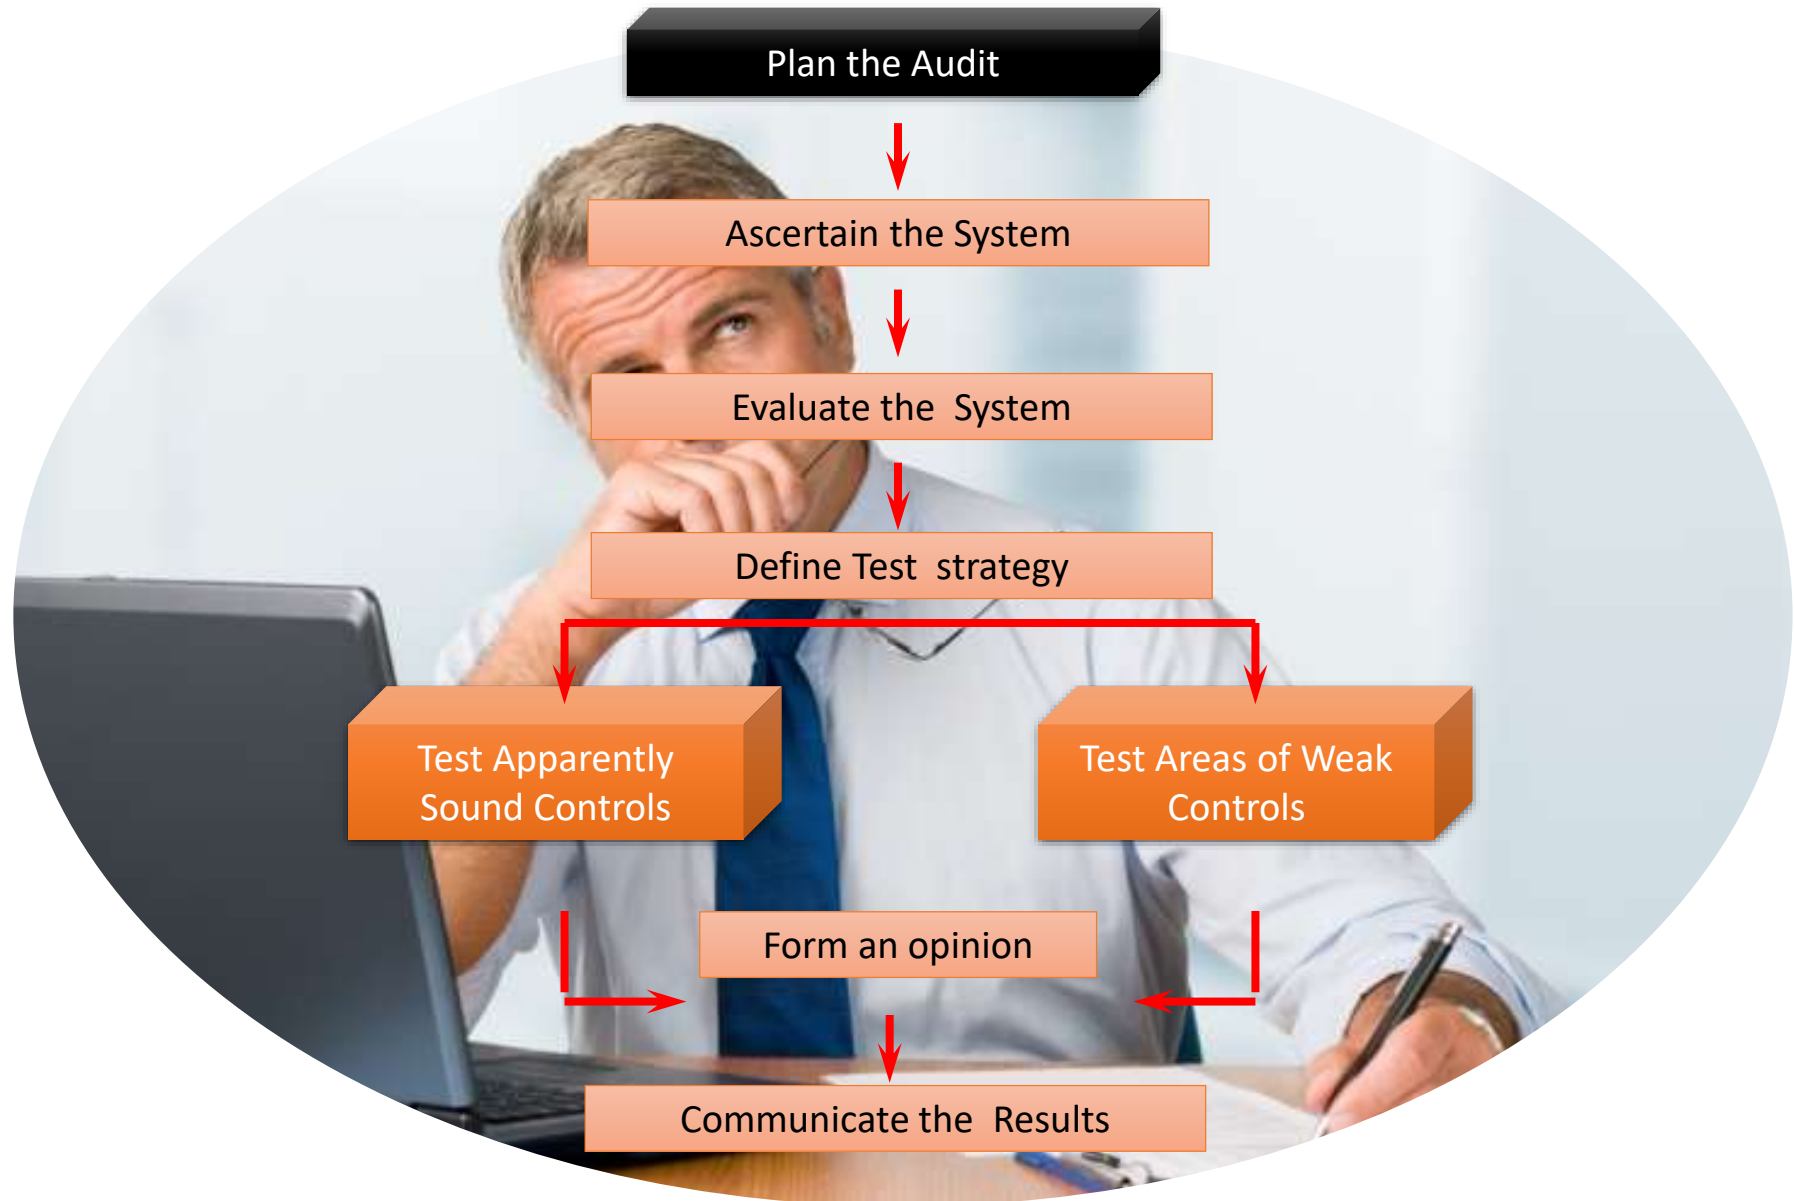 Plan the Audit
Ascertain the System
Evaluate the  System
Define Test  strategy
Test Apparently
Sound Controls
Test Areas of Weak
Controls
Form an opinion
Communicate the  Results